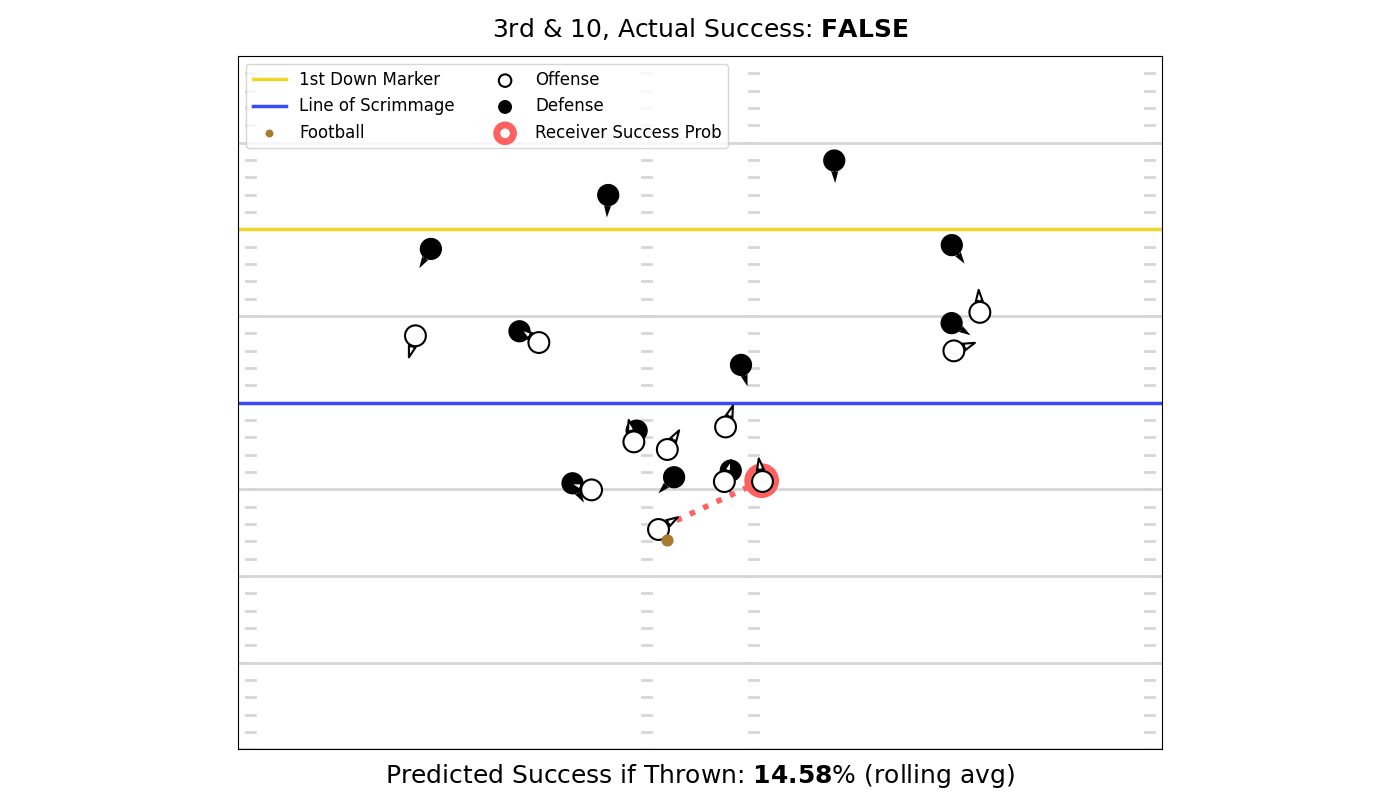 3rd & 10, Actual Success: FALSE
1st Down Marker
Line of Scrimmage
Football
Offense
Defense
Receiver Success Prob
Predicted Success if Thrown: 14.58% (rolling avg)